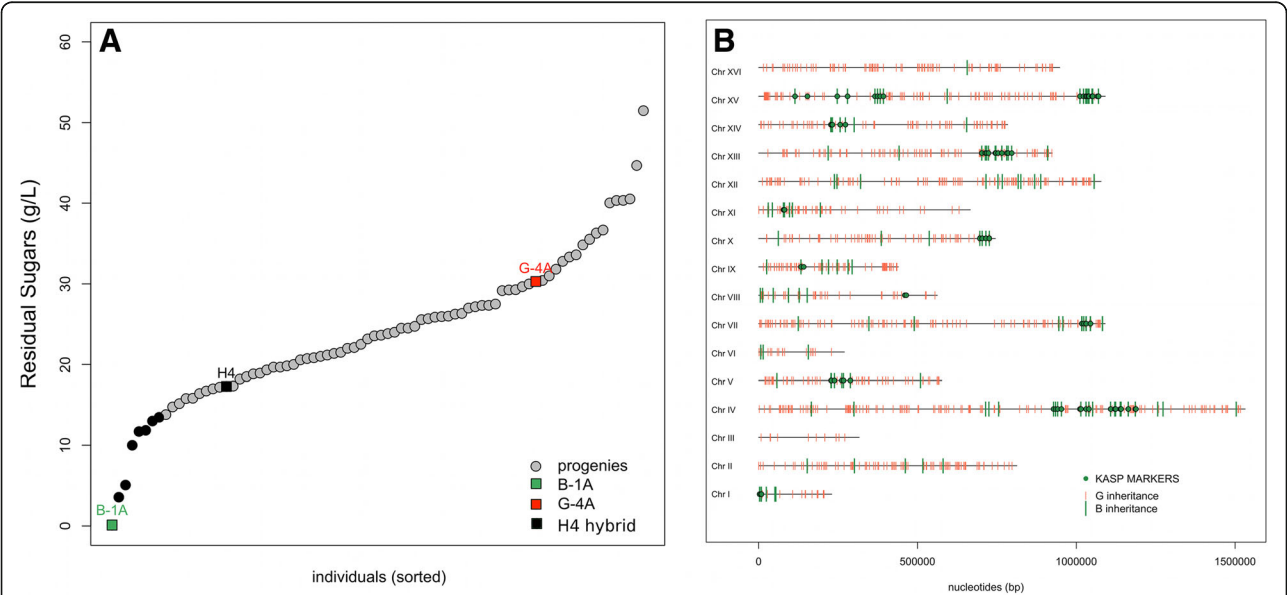 A
Residual Sugars (g/L)
60
50
40
30
20
10
0
G-4A
H4
B-1A
progenies
B-1A
G-4A
H4 hybrid
individuals (sorted)
B
Chr XVI
Chr XV
Chr XIV
Chr XIII
Chr XII
Chr XI
Chr X
Chr IX
Chr VIII
Chr VII
Chr VI
Chr V
Chr IV
Chr III
Chr II
Chr I
KASP MARKERS
G inheritance
B inheritance
0 500000 1000000 1500000
nucleotides (bp)